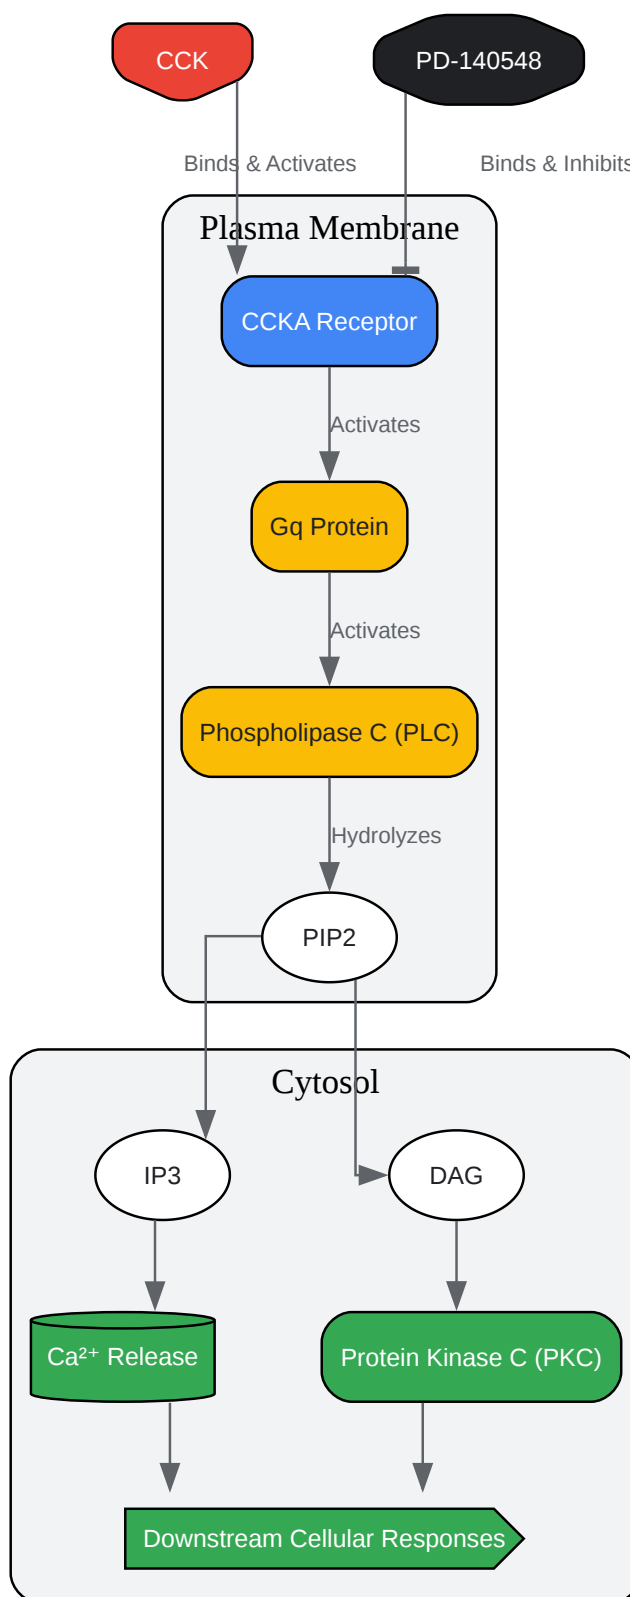 CCK
PD-140548
Binds & Activates
Binds & Inhibits
Plasma Membrane
CCKA Receptor
Activates
Gq Protein
Activates
Phospholipase C (PLC)
Hydrolyzes
PIP2
Cytosol
IP3
DAG
Ca²⁺ Release
Protein Kinase C (PKC)
Downstream Cellular Responses